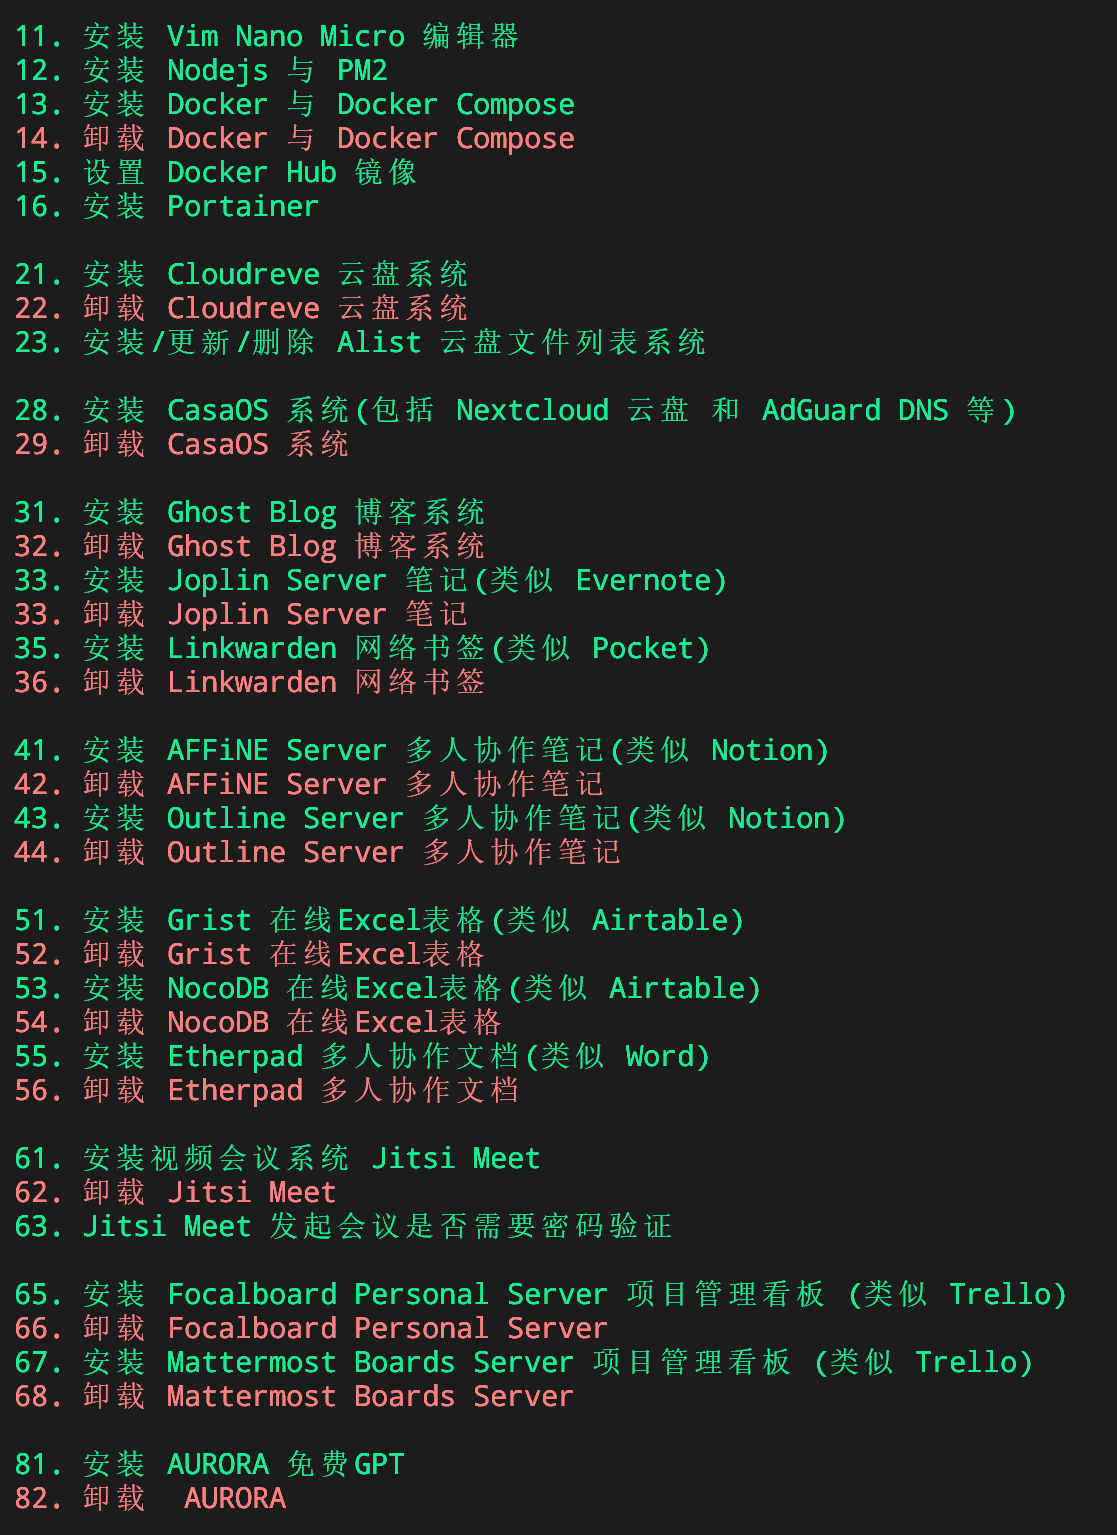 11. 安装 Vim Nano Micro 编辑器
12. 安装 Nodejs 与 PM2
13. 安装 Docker 与 Docker Compose
14. 卸载 Docker 与 Docker Compose
15. 设置 Docker Hub 镜像
16. 安装 Portainer
21. 安装 Cloudreve 云盘系统
22. 卸载 Cloudreve 云盘系统
23. 安装/更新/删除 Alist 云盘文件列表系统
28. 安装 CasaOS 系统(包括 Nextcloud 云盘 和 AdGuard DNS 等)
29. 卸载 CasaOS 系统
31. 安装 Ghost Blog 博客系统
32. 卸载 Ghost Blog 博客系统
33. 安装 Joplin Server 笔记(类似 Evernote)
33. 卸载 Joplin Server 笔记
35. 安装 Linkwarden 网络书签(类似 Pocket)
36. 卸载 Linkwarden 网络书签
41. 安装 AFFiNE Server 多人协作笔记(类似 Notion)
42. 卸载 AFFiNE Server 多人协作笔记
43. 安装 Outline Server 多人协作笔记(类似 Notion)
44. 卸载 Outline Server 多人协作笔记
51. 安装 Grist 在线Excel表格(类似 Airtable)
52. 卸载 Grist 在线Excel表格
53. 安装 NocoDB 在线Excel表格(类似 Airtable)
54. 卸载 NocoDB 在线Excel表格
55. 安装 Etherpad 多人协作文档(类似 Word)
56. 卸载 Etherpad 多人协作文档
61. 安装视频会议系统 Jitsi Meet
62. 卸载 Jitsi Meet
63. Jitsi Meet 发起会议是否需要密码验证
65. 安装 Focalboard Personal Server 项目管理看板 (类似 Trello)
66. 卸载 Focalboard Personal Server
67. 安装 Mattermost Boards Server 项目管理看板 (类似 Trello)
68. 卸载 Mattermost Boards Server
81. 安装 AURORA 免费GPT
82. 卸载  AURORA